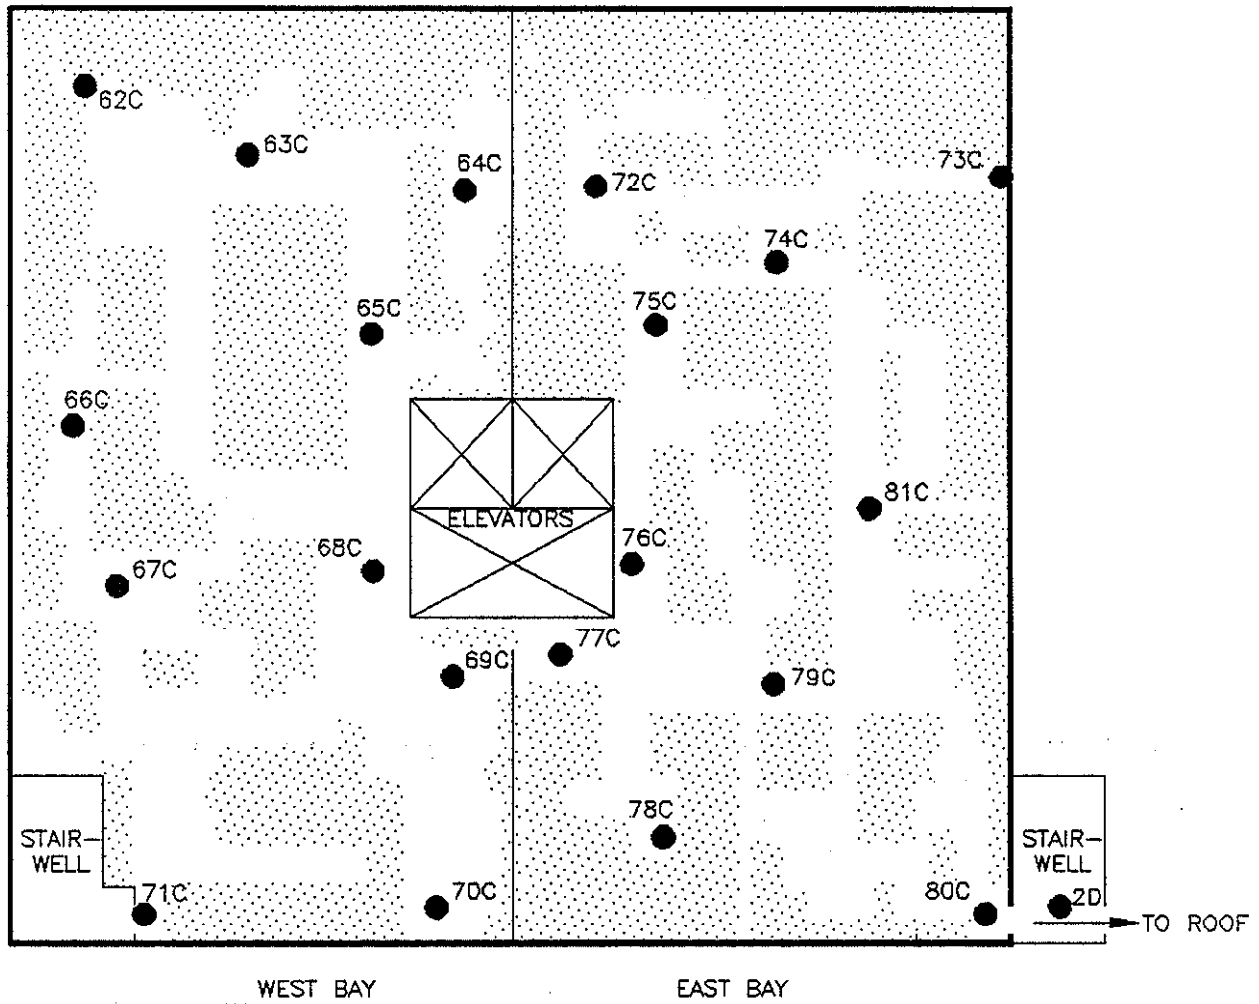 62C
63C
64C
72C
73C
74C
65C
75C
66C
81C
ELEVATORS
68C
76C
67C
77C
69C
79C
78C
STAIR-
WELL
STAIR-
WELL
71C
70C
80C
2D
TO ROOF
WEST BAY
EAST BAY